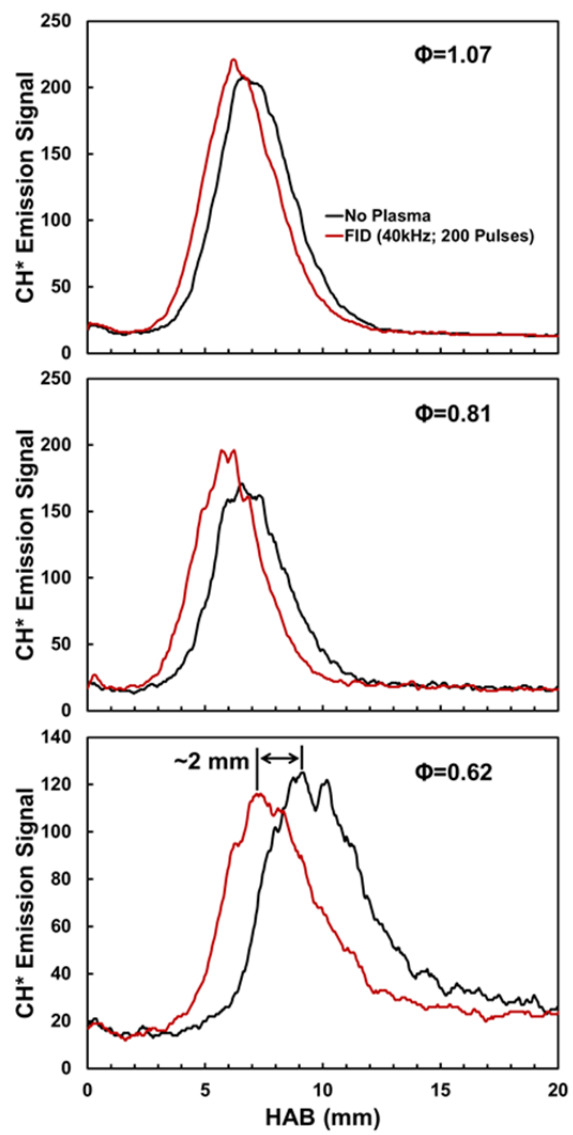 Φ=1.07
CH* Emission Signal
250
200
150
100
50
0
No Plasma
FID (40kHz; 200 Pulses)
Φ=0.81
CH* Emission Signal
250
200
150
100
50
0
Φ=0.62
~2 mm
CH* Emission Signal
140
120
100
80
60
40
20
0
0 5 10 15 20
HAB (mm)